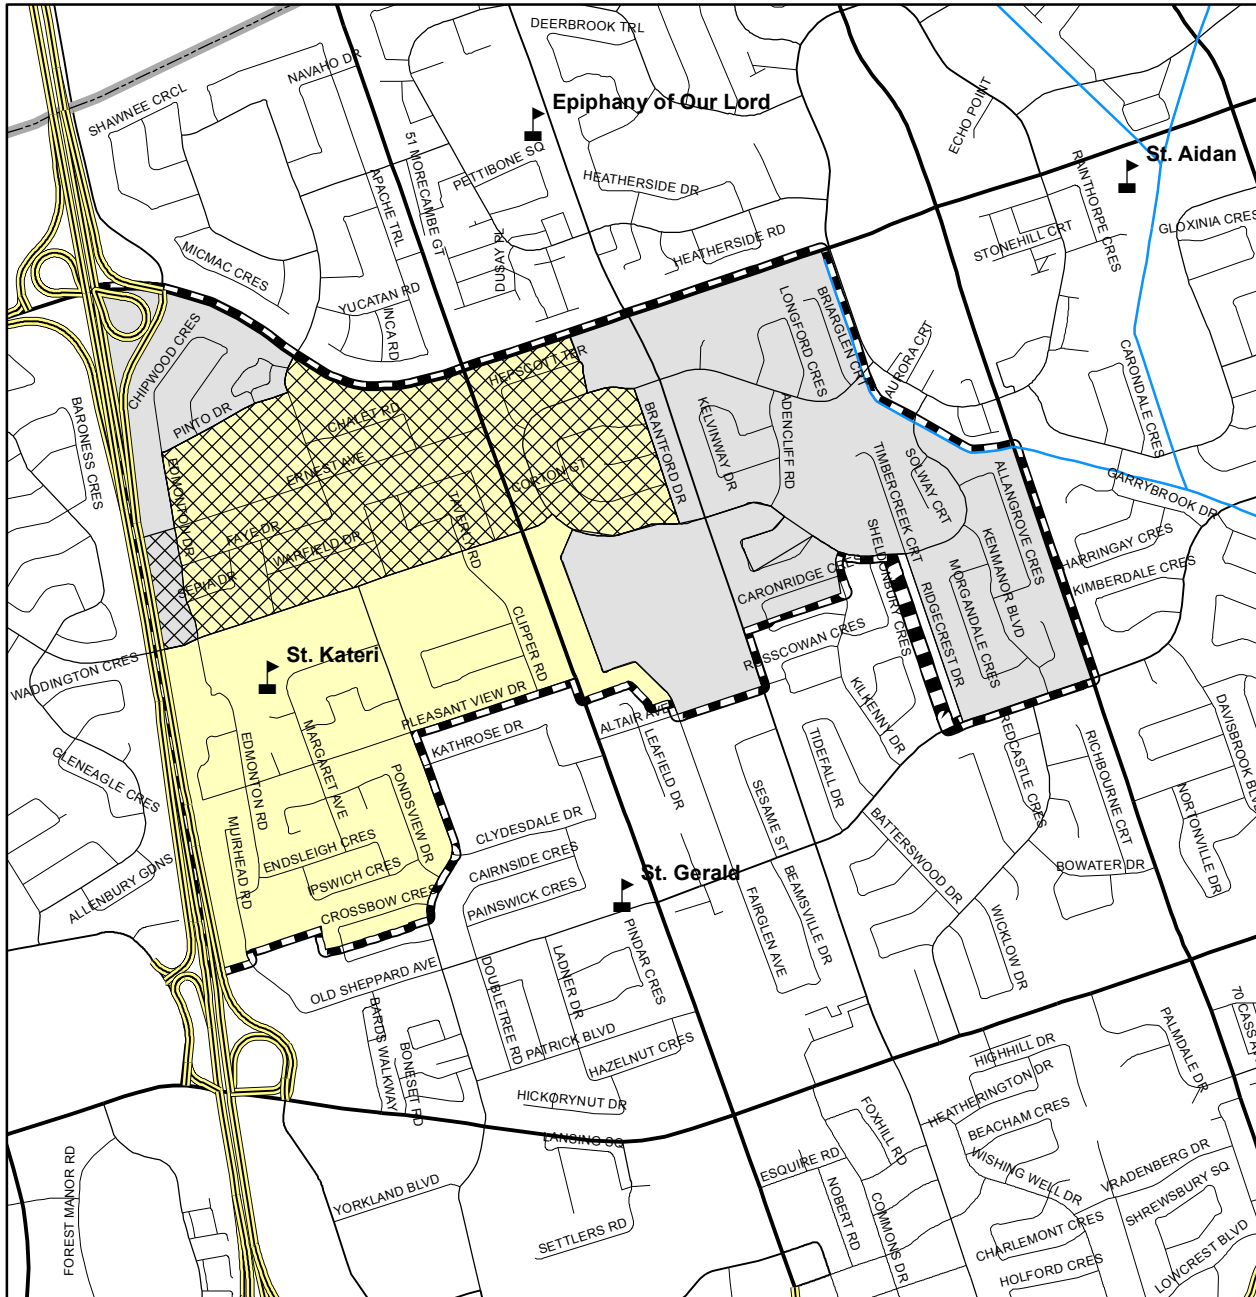 DEERBROOK TRL
NAVAHO DR
SHAWNEE CRCL
Epiphany of Our Lord
ECHO POINT
51 MORECAMBE GT
PETTIBONE SQ
St. Aidan
RAINTHORPE CRES
APACHE TRL
HEATHERSIDE DR
GLOXINIA CRES
MICMAC CRES
DUSAY PL
HEATHERSIDE RD
STONEHILL CRT
YUCATAN RD
INCA RD
LONGFORD CRES
BRIARGLEN CRT
CHIPWOOD CRES
AURORA CRT
CARONDALE CRES
HEPSCOTT TER
BARONESS CRES
PINTO DR
CHALET RD
BRANTFORD DR
KELVINWAY DR
ADENCLIFF RD
ERNEST AVE
CORTON GT
TIMBERCREEK CRT
SOLWAY CRT
ALLANGROVE CRES
GARRYBROOK DR
EDMONTON DR
TAVERLY RD
FAYE DR
WARFIELD DR
SEPIA DR
SHELDONBURY CRES
KENMANOR BLVD
HARRINGAY CRES
KIMBERDALE CRES
CARONRIDGE CRES
MORGANDALE CRES
RIDGECREST DR
CLIPPER RD
ROSSCOWAN CRES
WADDINGTON CRES
St. Kateri
PLEASANT VIEW DR
KILKENNY DR
MARGARET AVE
KATHROSE DR
ALTAIR AVE
LEAFIELD DR
TIDEFALL DR
REDCASTLE CRES
RICHBOURNE CRT
DAVISBROOK BLVD
GLENEAGLE CRES
EDMONTON RD
PONDSVIEW DR
SESAME ST
NORTONVILLE DR
MUIRHEAD RD
ENDSLEIGH CRES
CLYDESDALE DR
CAIRNSIDE CRES
BATTERSWOOD DR
BOWATER DR
IPSWICH CRES
St. Gerald
ALLENBURY GDNS
PAINSWICK CRES
CROSSBOW CRES
FAIRGLEN AVE
BEAMSVILLE DR
WICKLOW DR
PINDAR CRES
LADNER DR
OLD SHEPPARD AVE
DOUBLETREE RD
BARDS WALKWAY
BONESET RD
PATRICK BLVD
HAZELNUT CRES
70 CASS AVE
PALMDALE DR
HIGHHILL DR
HEATHERINGTON DR
HICKORYNUT DR
FOXHILL RD
BEACHAM CRES
LANSING SQ
FOREST MANOR RD
ESQUIRE RD
WISHING WELL DR
VRADENBERG DR
YORKLAND BLVD
NOBERT RD
SHREWSBURY SQ
COMMONS DR
CHARLEMONT CRES
SETTLERS RD
HOLFORD CRES
LOWCREST BLVD